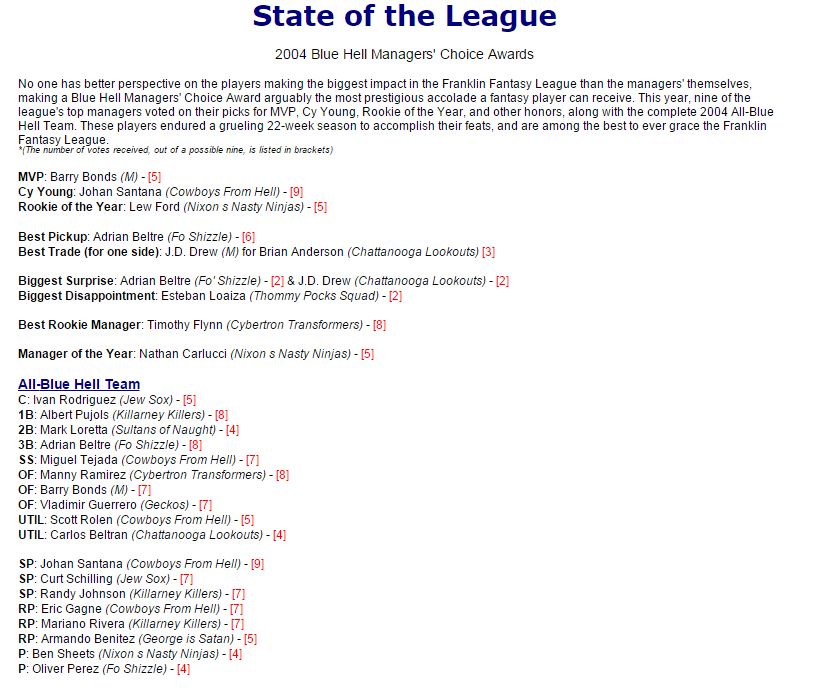 State of the League
2004 Blue Hell Managers' Choice Awards
No one has better perspective on the players making the biggest impact in the Franklin Fantasy League than the managers' themselves,
making a Blue Hell Managers' Choice Award arguably the most prestigious accolade a fantasy player can receive. This year, nine of the
league's top managers voted on their picks for MVP, Cy Young, Rookie of the Year, and other honors, along with the complete 2004 All-Blue
Hell Team. These players endured a grueling 22-week season to accomplish their feats, and are among the best to ever grace the Franklin
Fantasy League.
*(The number of votes received, out of a possible nine, is listed in brackets)
MVP: Barry Bonds (M) - [5]
Cy Young: Johan Santana (Cowboys From Hell) - [9]
Rookie of the Year: Lew Ford (Nixon s Nasty Ninjas) - [5]
Best Pickup: Adrian Beltre (Fo Shizzle) - [6]
Best Trade (for one side): J.D. Drew (M) for Brian Anderson (Chattanooga Lookouts) [3]
Biggest Surprise: Adrian Beltre (Fo' Shizzle) - [2] & J.D. Drew (Chattanooga Lookouts) - [2]
Biggest Disappointment: Esteban Loaiza (Thommy Pocks Squad) - [2]
Best Rookie Manager: Timothy Flynn (Cybertron Transformers) - [8]
Manager of the Year: Nathan Carlucci (Nixon s Nasty Ninjas) - [5]
All-Blue Hell Team
C: Ivan Rodriguez (Jew Sox) - [5]
1B: Albert Pujols (Killarney Killers) - [8]
2B: Mark Loretta (Sultans of Naught) - [4]
3B: Adrian Beltre (Fo Shizzle) - [8]
SS: Miguel Tejada (Cowboys From Hell) - [7]
OF: Manny Ramirez (Cybertron Transformers) - [8]
OF: Barry Bonds (M) - [7]
OF: Vladimir Guerrero (Geckos) - [7]
UTIL: Scott Rolen (Cowboys From Hell) - [5]
UTIL: Carlos Beltran (Chattanooga Lookouts) - [4]
SP: Johan Santana (Cowboys From Hell) - [9]
SP: Curt Schilling (Jew Sox) - [7]
SP: Randy Johnson (Killarney Killers) - [7]
RP: Eric Gagne (Cowboys From Hell) - [7]
RP: Mariano Rivera (Killarney Killers) - [7]
RP: Armando Benitez (George is Satan) - [5]
P: Ben Sheets (Nixon s Nasty Ninjas) - [4]
P: Oliver Perez (Fo Shizzle) - [4]